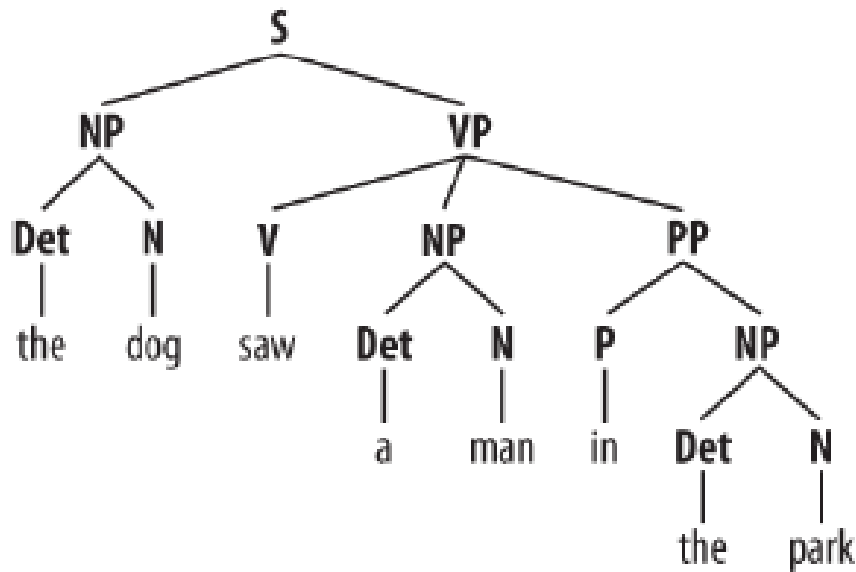 S
NP VP
Det N V NP PP
the dog saw Det N P NP
a man in Det N
the park